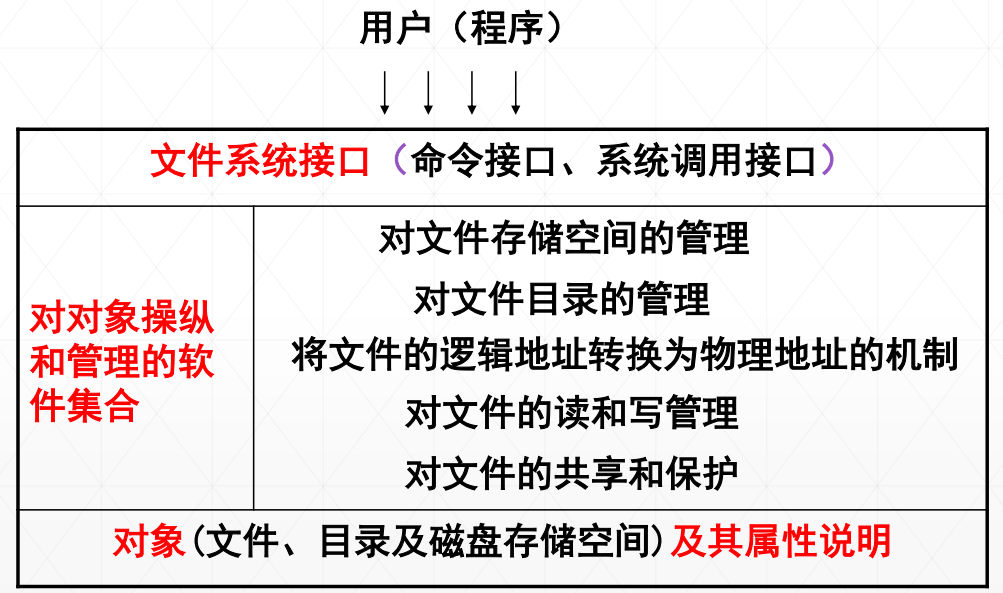 用户（程序）
文件系统接口（命令接口、系统调用接口）
对对象操纵
和管理的软
件集合
对文件存储空间的管理
对文件目录的管理
将文件的逻辑地址转换为物理地址的机制
对文件的读和写管理
对文件的共享和保护
对象(文件、目录及磁盘存储空间)及其属性说明